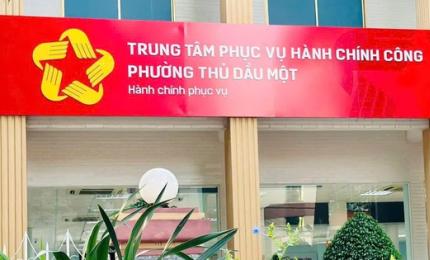 TRUNG TÂM PHỤC VỤ HÀNH CHÍNH CÔNG
PHƯỜNG THỦ DẦU MỘT
Hành chính phục vụ